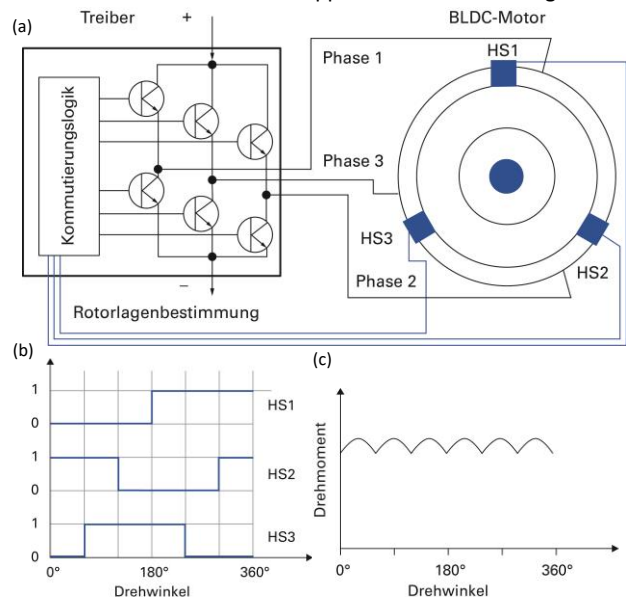 (a)
Treiber
+
BLDC-Motor
HS1
Phase 1
Kommutierungslogik
Phase 3
HS3
HS2
Phase 2
–
Rotorlagenbestimmung
(b)
(c)
1
0
HS1
1
0
HS2
1
0
HS3
0° 180° 360°
Drehwinkel
Drehmoment
0° 180° 360°
Drehwinkel